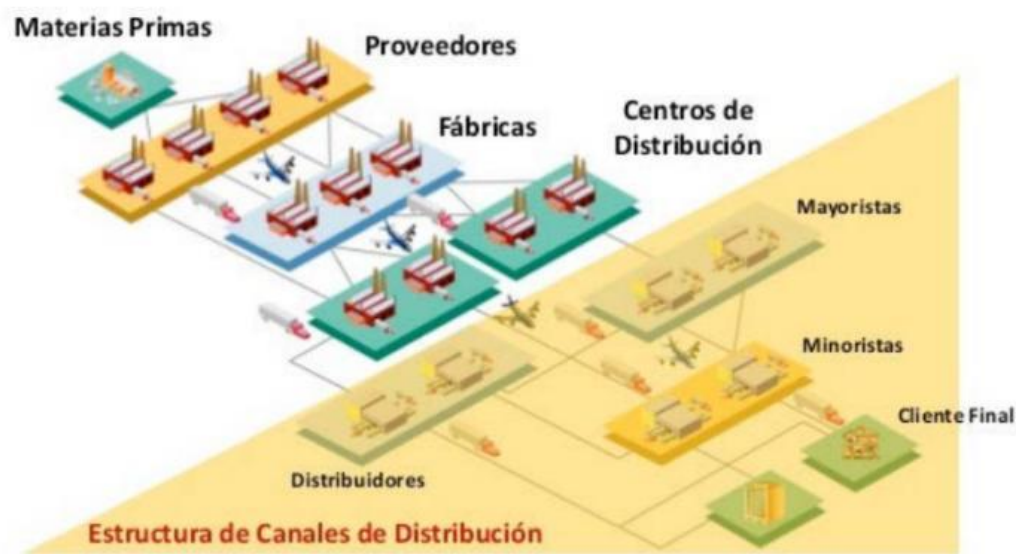 Materias Primas
Proveedores
Fábricas
Centros de
Distribución
Mayoristas
Minoristas
Cliente Final
Distribuidores
Estructura de Canales de Distribución